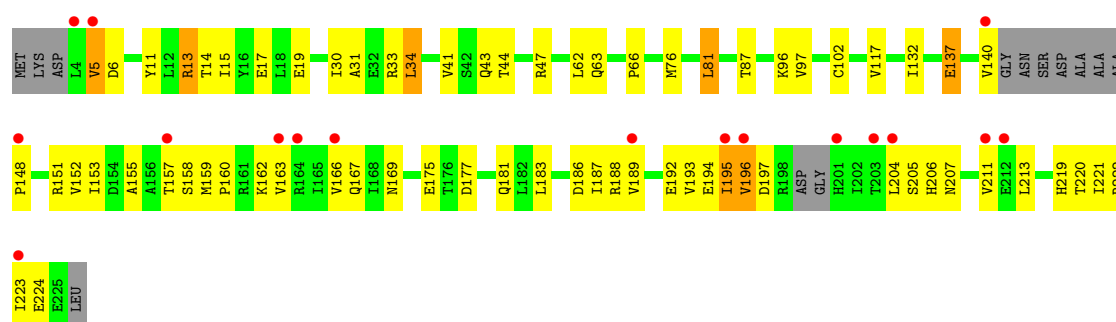 MET LYS ASP L4 V5 D6 Y11 L12 R13 T14 I15 Y16 E17 L18 E19 I30 A31 E32 R33 L34 V41 S42 Q43 T44 R47 L62 Q63 P66 M76 L81 T87 K96 V97 C102 V117 I132 E137 V140 GLY ASN SER ASP ALA ALA
P148 R151 V152 I153 D154 A155 A156 T157 S158 M159 P160 R161 K162 V163 R164 I165 V166 Q167 I168 N169 E175 T176 D177 Q181 L182 L183 D186 I187 R188 V189 E192 V193 E194 I195 V196 D197 R198 ASP GLY H201 I202 T203 L204 S205 H206 N207 V211 E212 L213 H219 T220 I221
I223 E224 E225 LEU